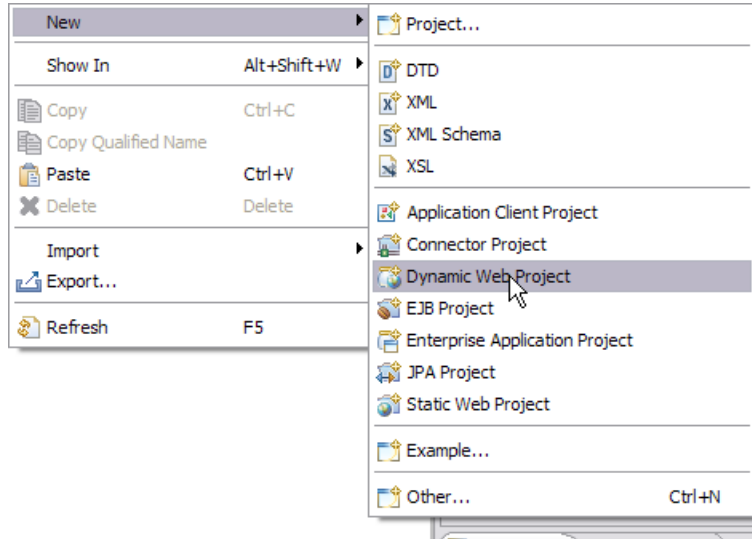 New
Show In Alt+Shift+W
Copy Ctrl+C
Copy Qualified Name
Paste Ctrl+V
Delete Delete
Import
Export...
Refresh F5
Project...
DTD
XML
XML Schema
XSL
Application Client Project
Connector Project
Dynamic Web Project
EJB Project
Enterprise Application Project
JPA Project
Static Web Project
Example...
Other... Ctrl+N